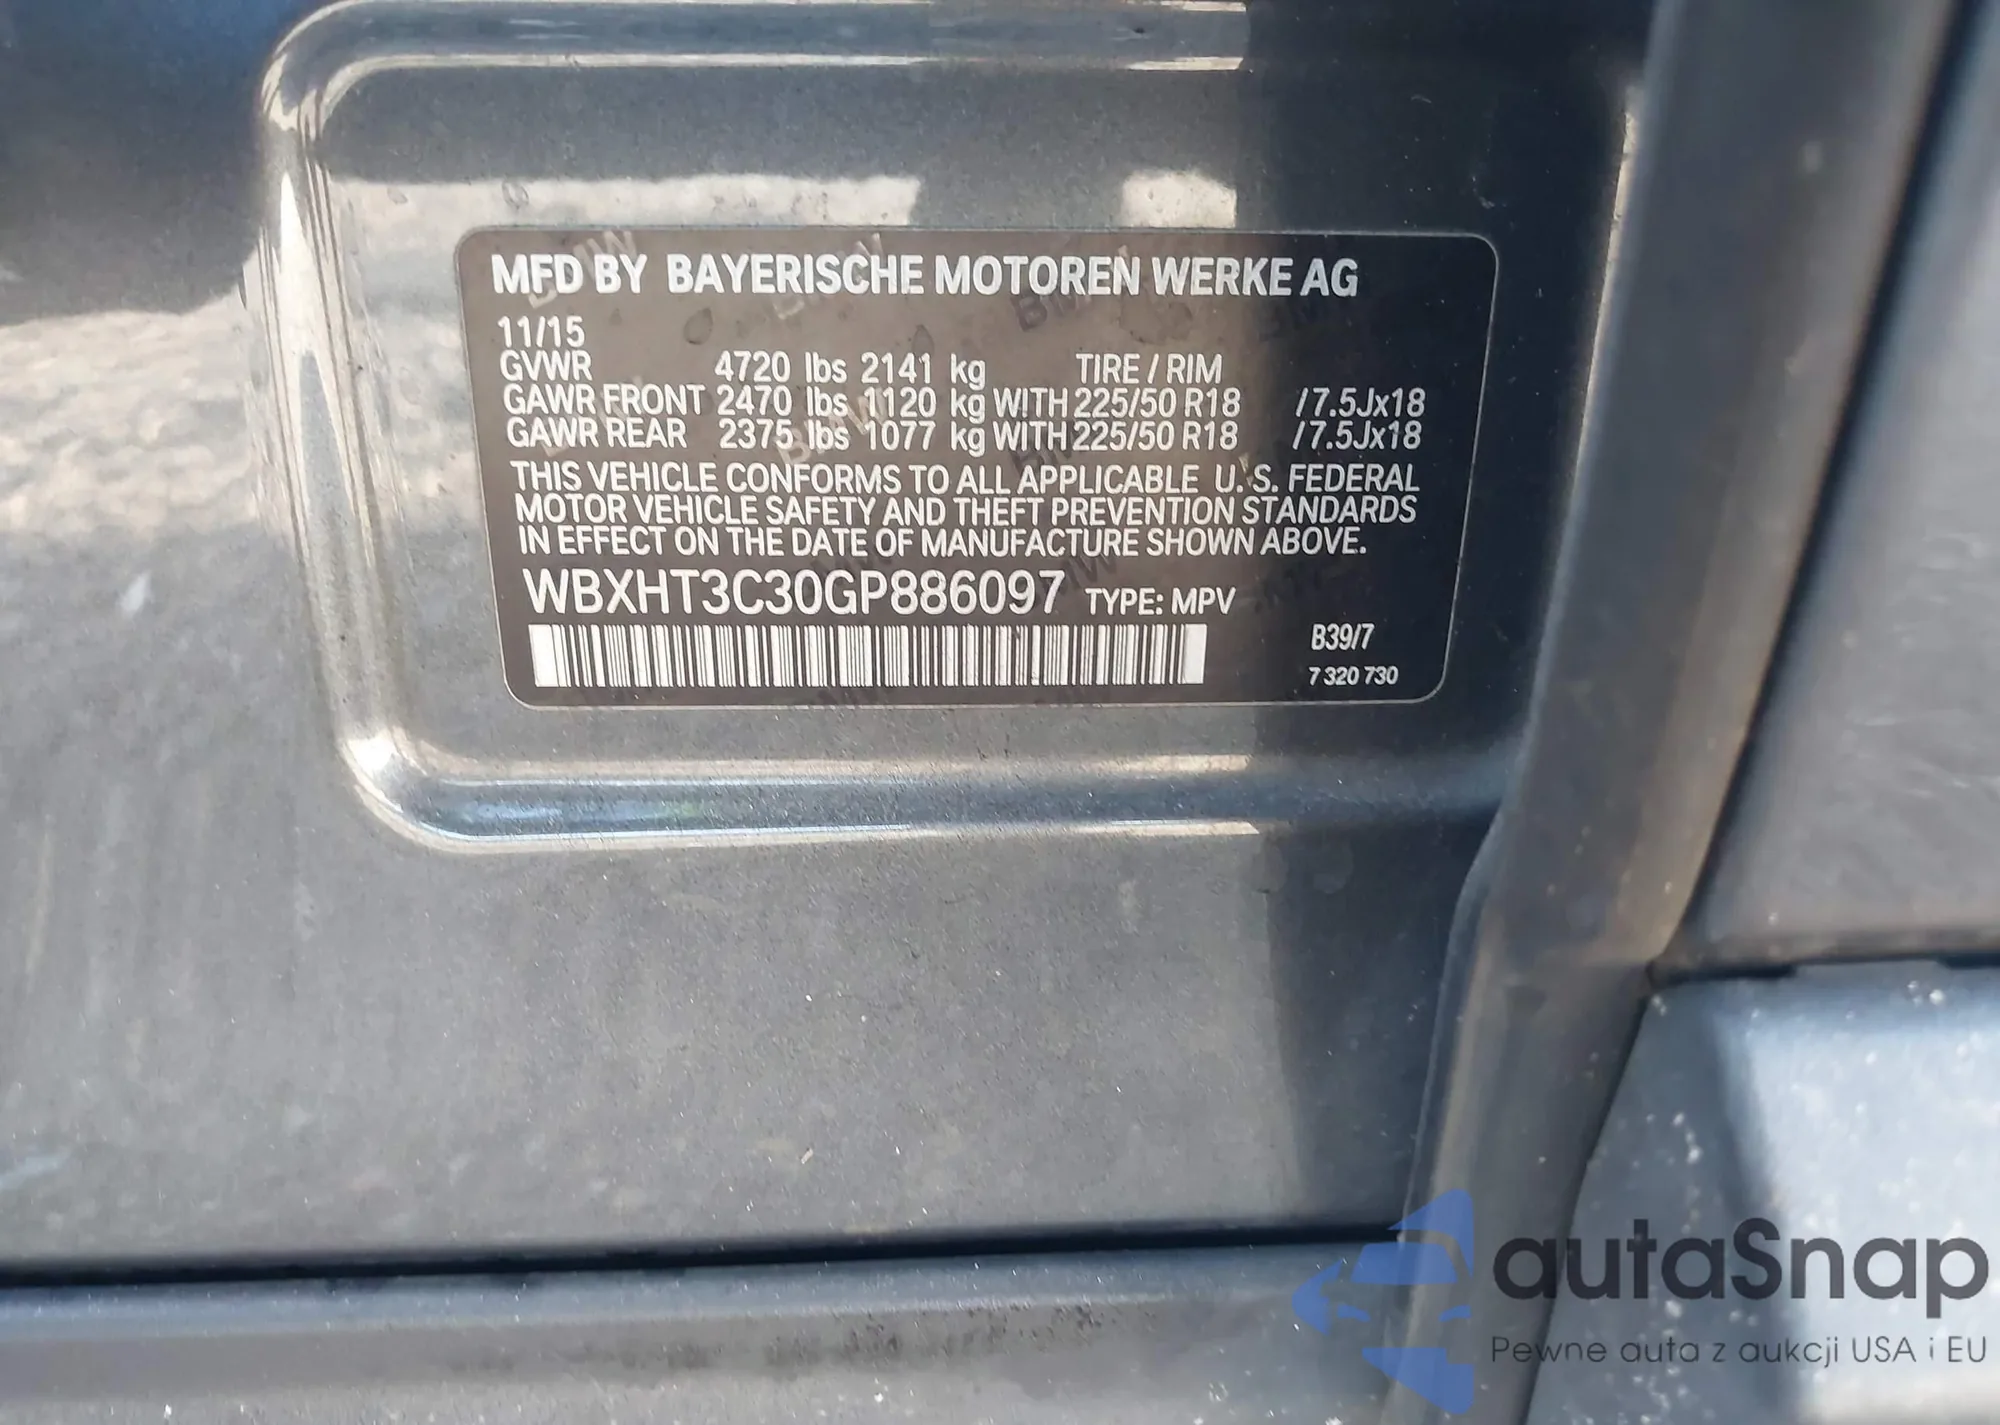 MFD BY BAYERISCHE MOTOREN WERKE AG
11/15
GVWR 4720 lbs 2141 kg TIRE / RIM
GAWR FRONT 2470 lbs 1120 kg WITH 225/50 R18 /7.5Jx18
GAWR REAR 2375 lbs 1077 kg WITH 225/50 R18 /7.5Jx18
THIS VEHICLE CONFORMS TO ALL APPLICABLE U.S. FEDERAL
MOTOR VEHICLE SAFETY AND THEFT PREVENTION STANDARDS
IN EFFECT ON THE DATE OF MANUFACTURE SHOWN ABOVE.
WBXHT3C30GP886097 TYPE: MPV
B39/7
7 320 730
autaSnap
Pewne auta z aukcji USA i EU